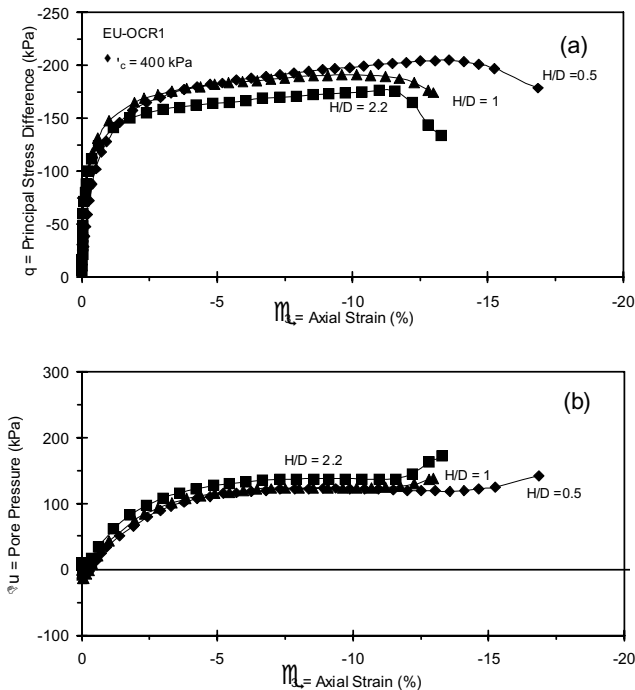 EU-OCR1
(a)
'c = 400 kPa
H/D =0.5
H/D = 1
H/D = 2.2
q = Principal Stress Difference (kPa)
-250
-200
-150
-100
-50
0
0
-5
-10
-15
-20
= Axial Strain (%)
(b)
H/D = 2.2
H/D = 1
H/D = 0.5
u = Pore Pressure (kPa)
300
200
100
0
-100
0
-5
-10
-15
-20
= Axial Strain (%)